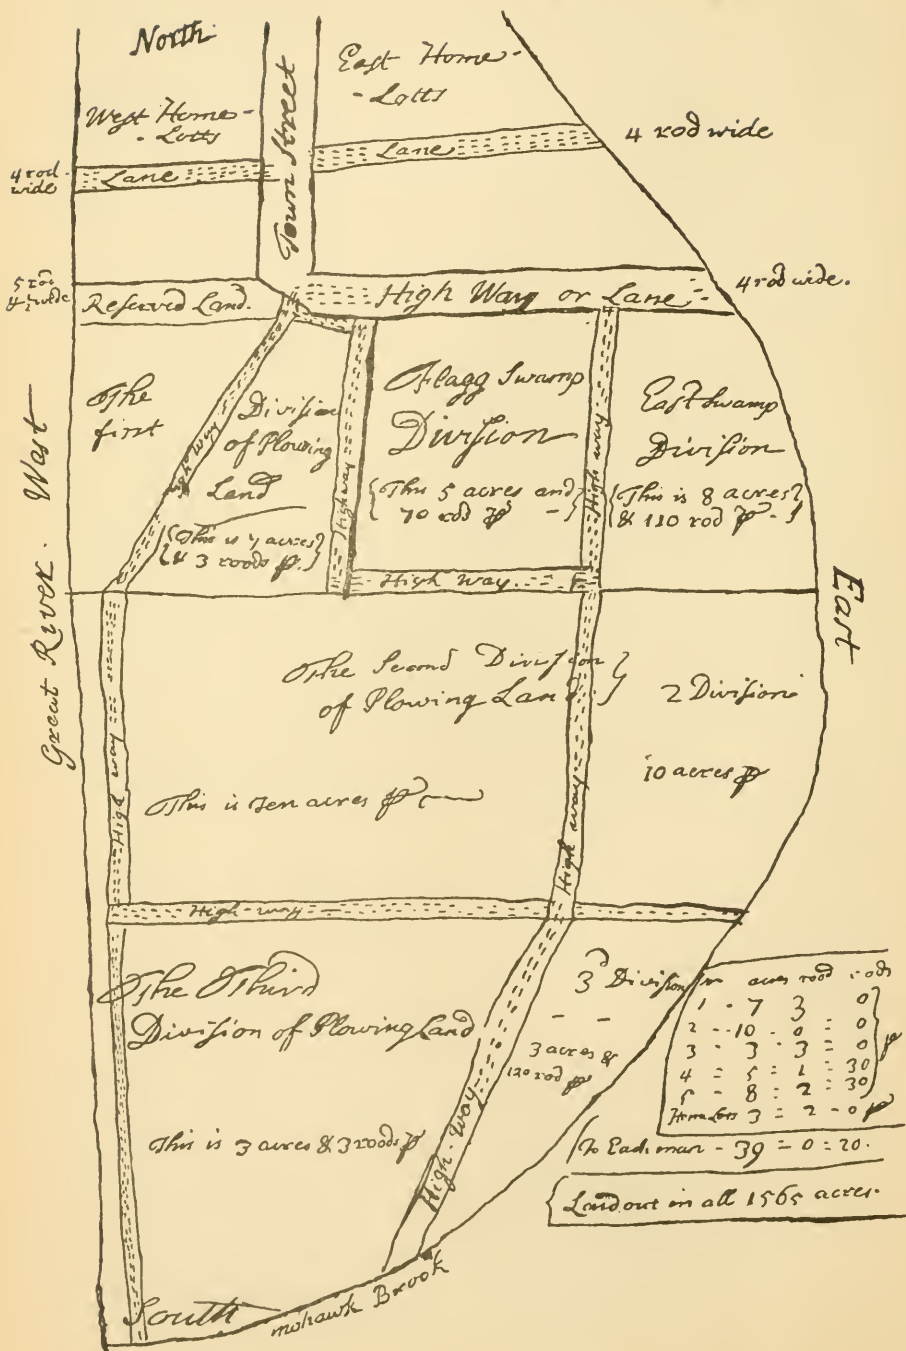 North
East Home-
- Lotts
West Home-
- Lotts
Town Street
4 rod wide
Lane
4 rod
wide
Lane
5 rod
Reserved Land.
High Way or Lane
4 rod wide.
The
first
Division
of Plowing
Land
{This is 7 acres}
{& 3 roods p.}
High Way
Highway
Flagg Swamp
Division
{This 5 acres and}
{70 rod p -}
High way
East Swamp
Division
{This is 8 acres}
{& 110 rod p -}
High Way
Great River. West
East
The Second Division
of Plowing Land
2 Division
This is Ten acres p
10 acres p
High way
High way
High-way
The Third
Division of Plowing Land
This is 3 acres & 3 roods p
High-Way
3d Division
3 acres &
120 rod p
acres rood rods
1 - 7 3 0
2 - 10 - 0 = 0
3 - 3 - 3 = 0
4 = 5 = 1 = 30
5 - 8 = 2 = 30
p
Home Lots 3 = 2 - 0 p
To Each man - 39 = 0 = 20.
Laid out in all 1565 acres.
South
mohawk Brook